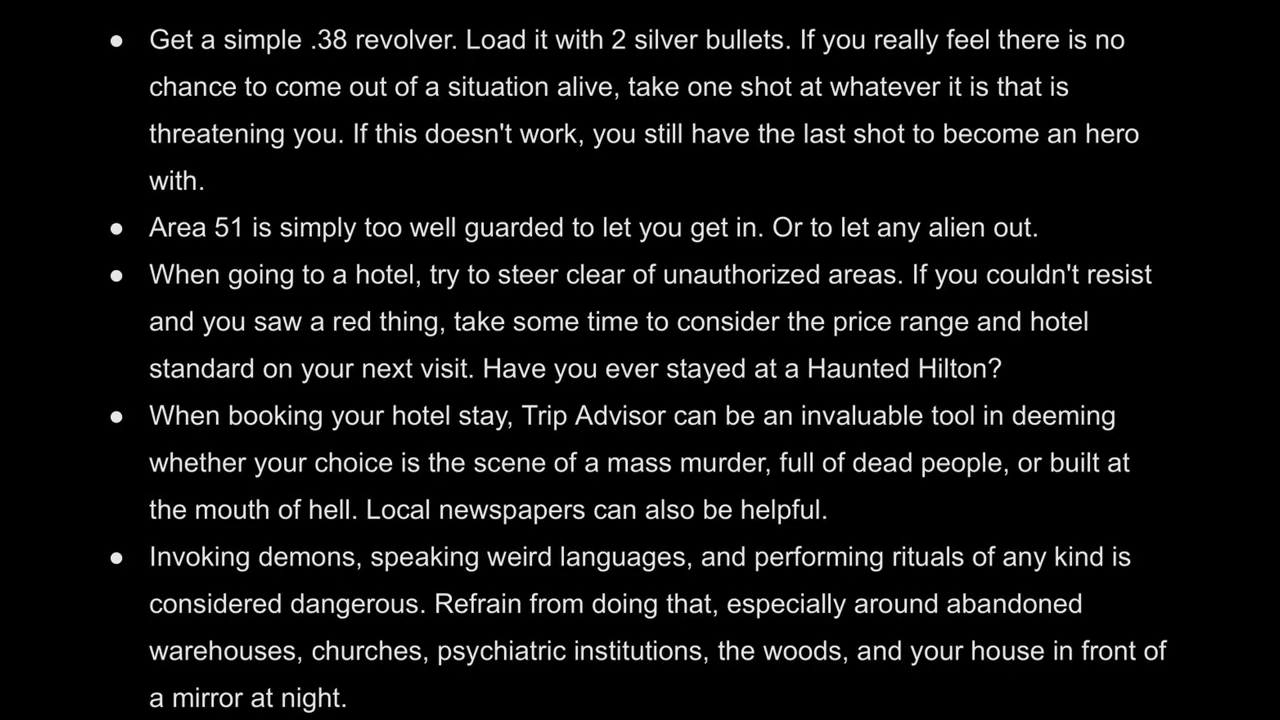 ● Get a simple .38 revolver. Load it with 2 silver bullets. If you really feel there is no
chance to come out of a situation alive, take one shot at whatever it is that is
threatening you. If this doesn't work, you still have the last shot to become an hero
with.
● Area 51 is simply too well guarded to let you get in. Or to let any alien out.
● When going to a hotel, try to steer clear of unauthorized areas. If you couldn't resist
and you saw a red thing, take some time to consider the price range and hotel
standard on your next visit. Have you ever stayed at a Haunted Hilton?
● When booking your hotel stay, Trip Advisor can be an invaluable tool in deeming
whether your choice is the scene of a mass murder, full of dead people, or built at
the mouth of hell. Local newspapers can also be helpful.
● Invoking demons, speaking weird languages, and performing rituals of any kind is
considered dangerous. Refrain from doing that, especially around abandoned
warehouses, churches, psychiatric institutions, the woods, and your house in front of
a mirror at night.